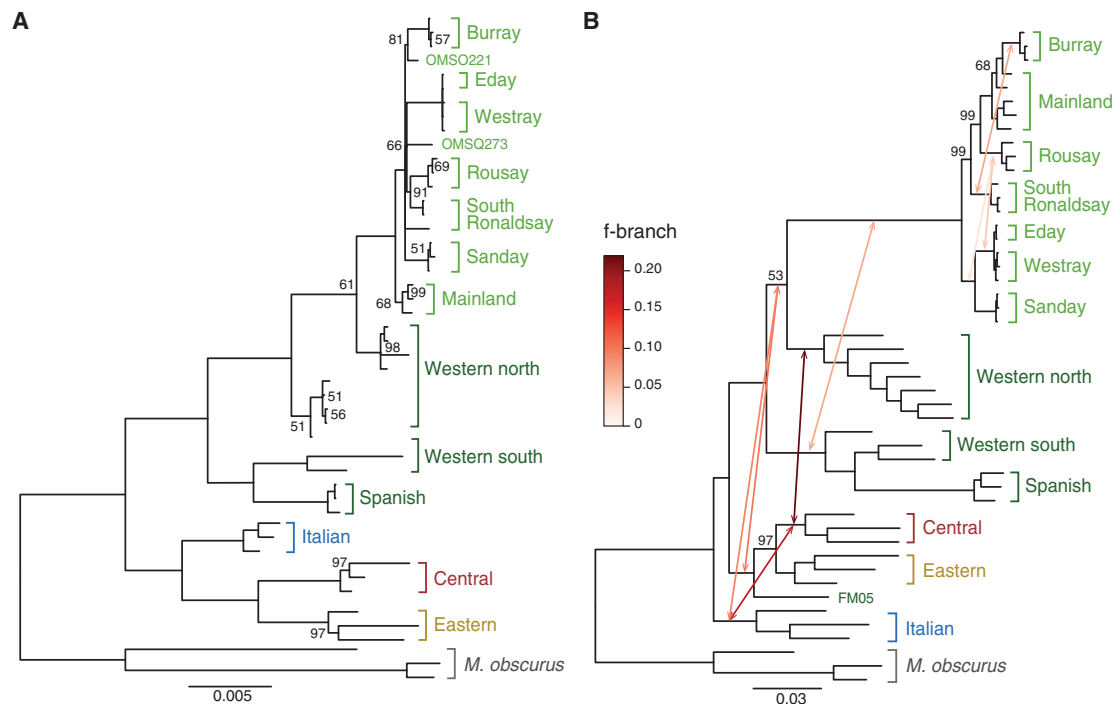 A
81
57
Burray
OMSO221
Eday
Westray
66
OMSQ273
69
Rousay
91
South
Ronaldsay
51
Sanday
61
99
68
Mainland
98
Western north
51
56
51
Western south
Spanish
Italian
97
Central
97
Eastern
M. obscurus
0.005
B
Burray
68
Mainland
99
99
Rousay
South
Ronaldsay
Eday
Westray
Sanday
f-branch
0.20
0.15
0.10
0.05
0
53
Western north
Western south
Spanish
Central
97
Eastern
FM05
Italian
M. obscurus
0.03